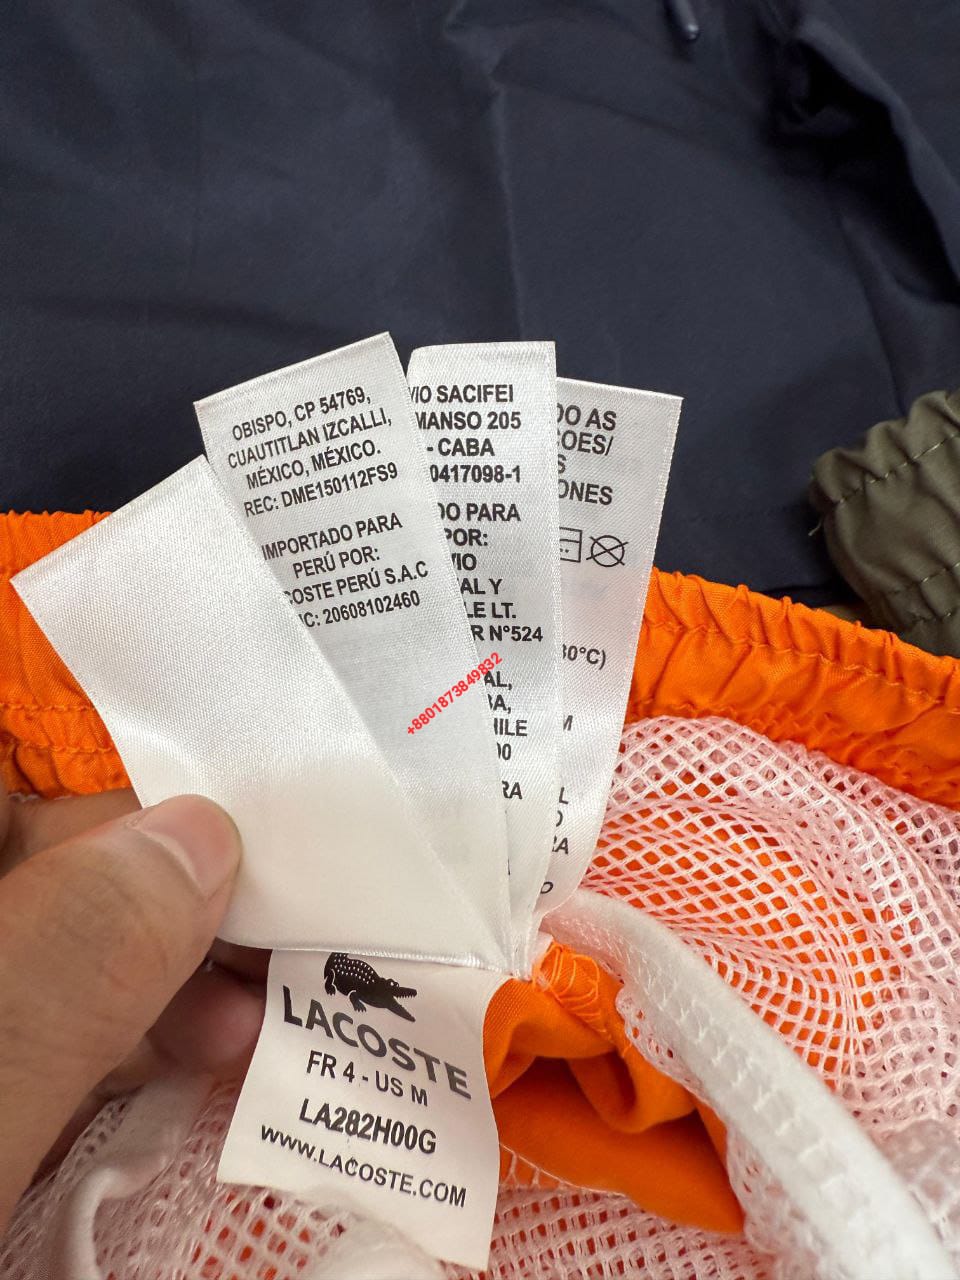 OBISPO, CP 54769,
CUAUTITLAN IZCALLI,
MÉXICO, MÉXICO.
REC: DME150112FS9
IMPORTADO PARA
PERÚ POR:
COSTE PERÚ S.A.C
C: 20608102460
VIO SACIFEI
MANSO 205
- CABA
0417098-1
DO PARA
POR:
VIO
AL Y
LE LT.
R N°524
AL,
BA,
HILE
00
RA
DO AS
ÇOES/
S
ONES
30°C)
M
L
O
RA
O
+8801873849832
LACOSTE
FR 4 - US M
LA282H00G
WWW.LACOSTE.COM